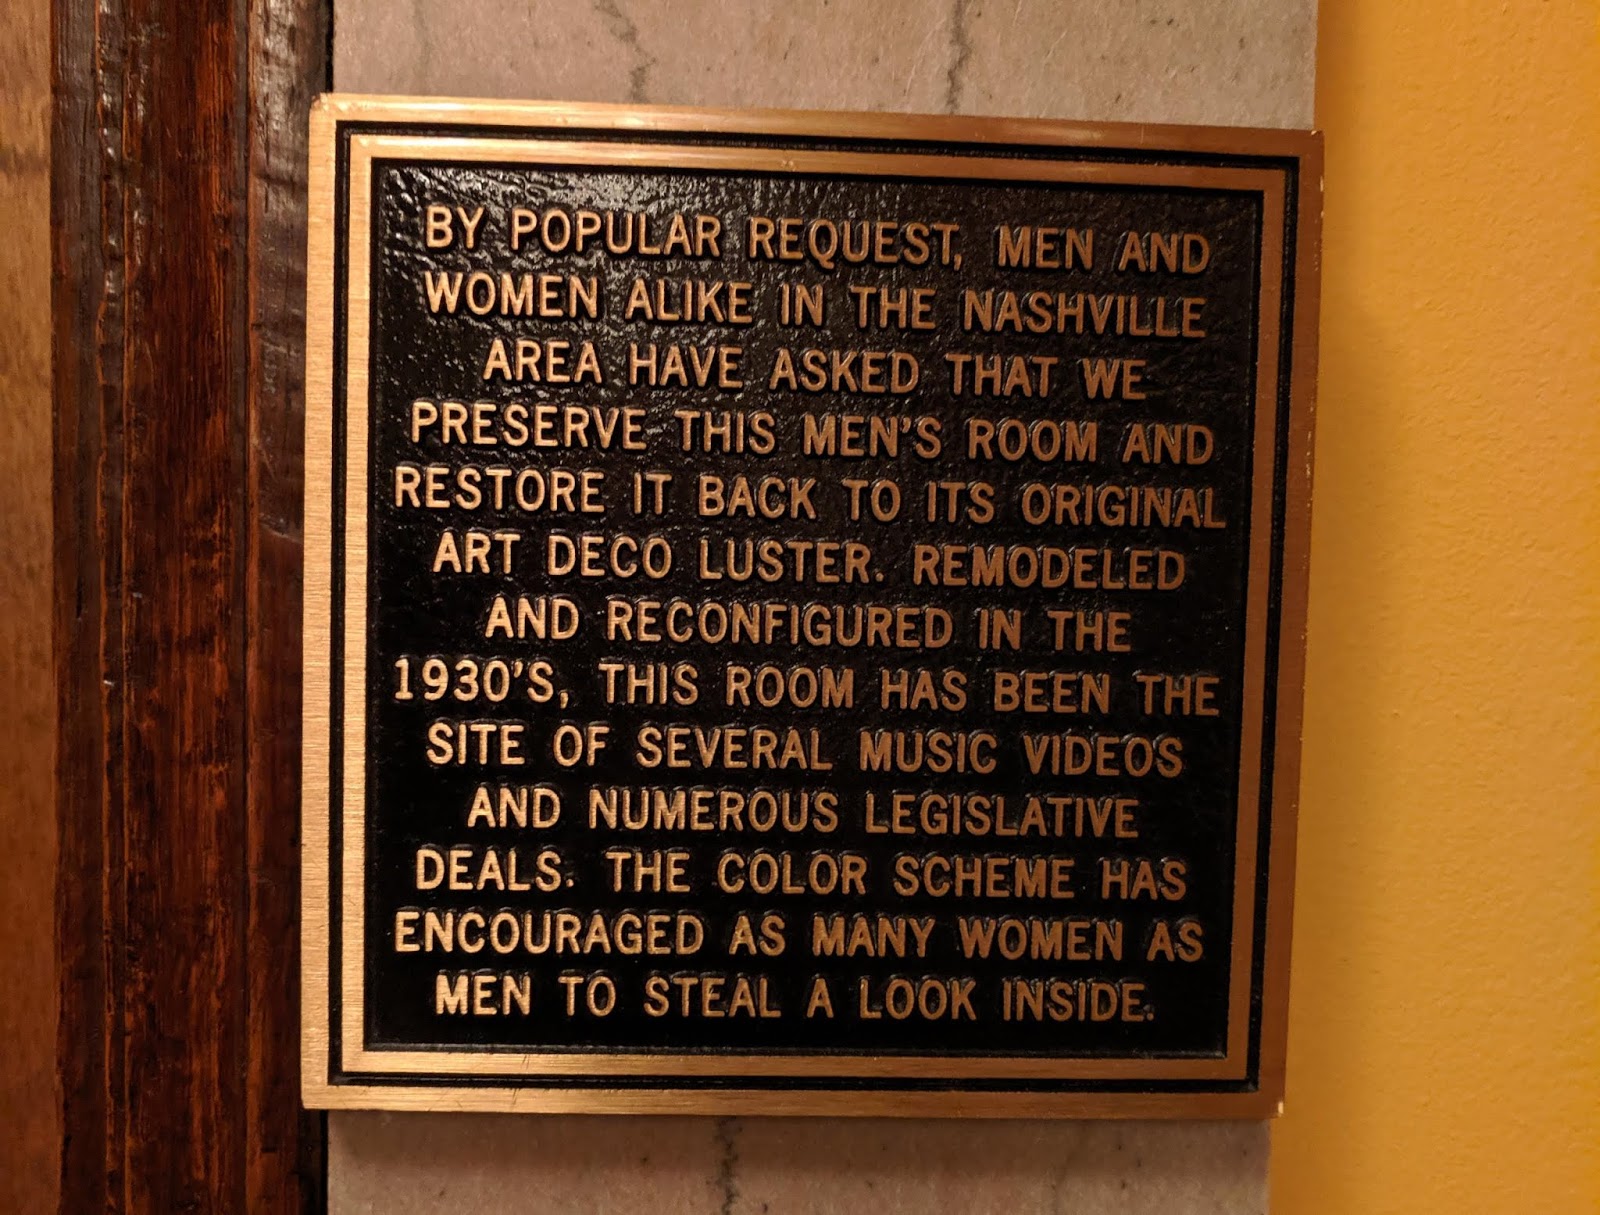 BY POPULAR REQUEST, MEN AND
WOMEN ALIKE IN THE NASHVILLE
AREA HAVE ASKED THAT WE
PRESERVE THIS MEN'S ROOM AND
RESTORE IT BACK TO ITS ORIGINAL
ART DECO LUSTER. REMODELED
AND RECONFIGURED IN THE
1930'S, THIS ROOM HAS BEEN THE
SITE OF SEVERAL MUSIC VIDEOS
AND NUMEROUS LEGISLATIVE
DEALS. THE COLOR SCHEME HAS
ENCOURAGED AS MANY WOMEN AS
MEN TO STEAL A LOOK INSIDE.